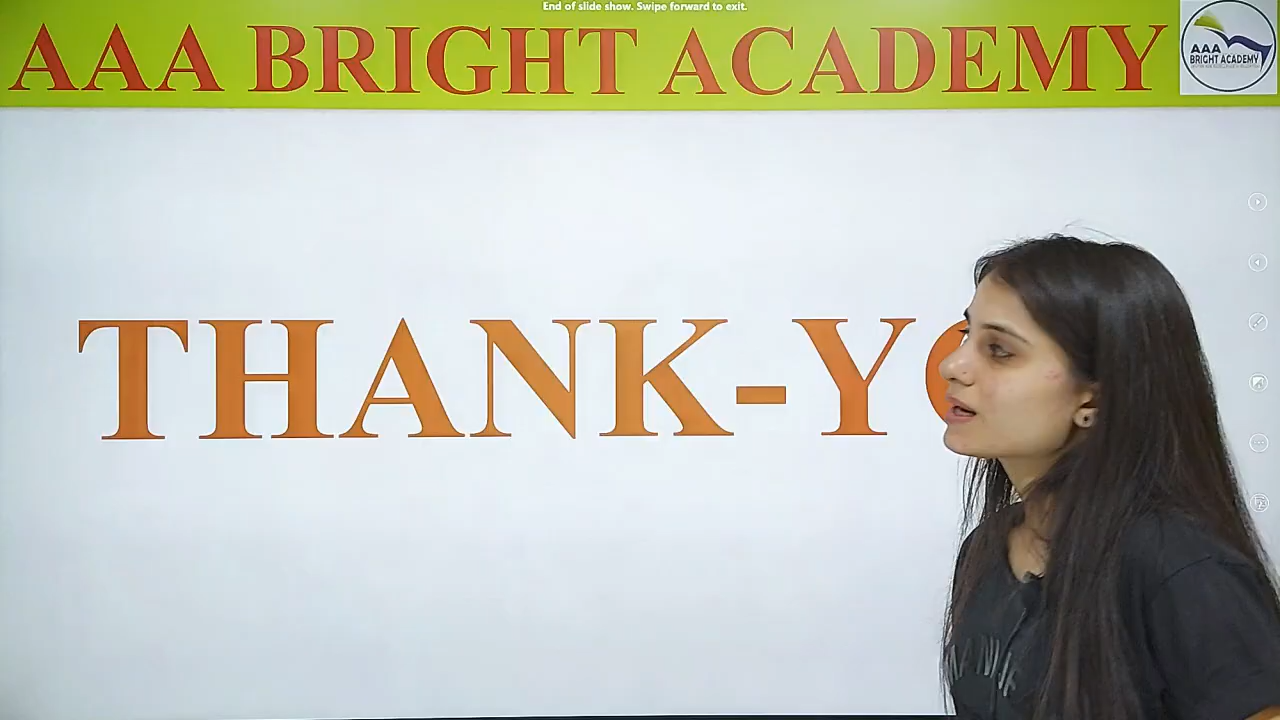 End of slide show. Swipe forward to exit.
AAA BRIGHT ACADEMY
AAA
BRIGHT ACADEMY
THANK-YO